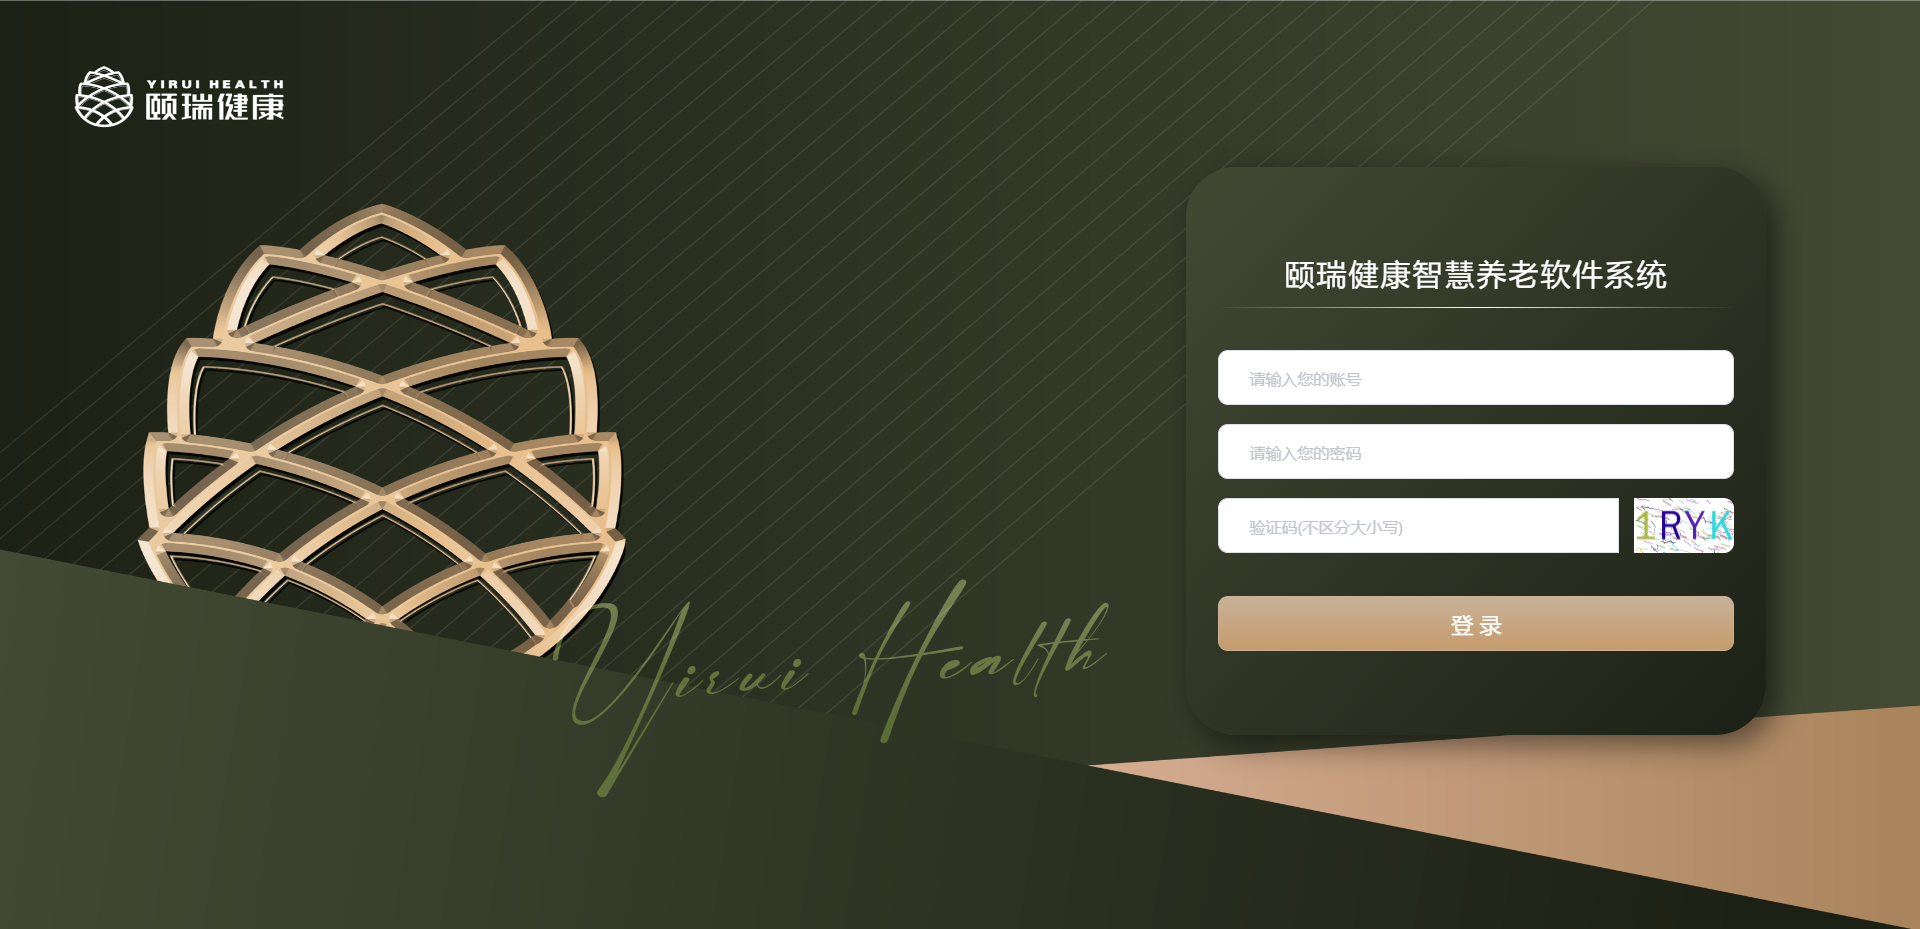 YIRUI HEALTH
颐瑞健康
颐瑞健康智慧养老软件系统
请输入您的账号
请输入您的密码
验证码(不区分大小写)
1RYK
登录
Yirui Health